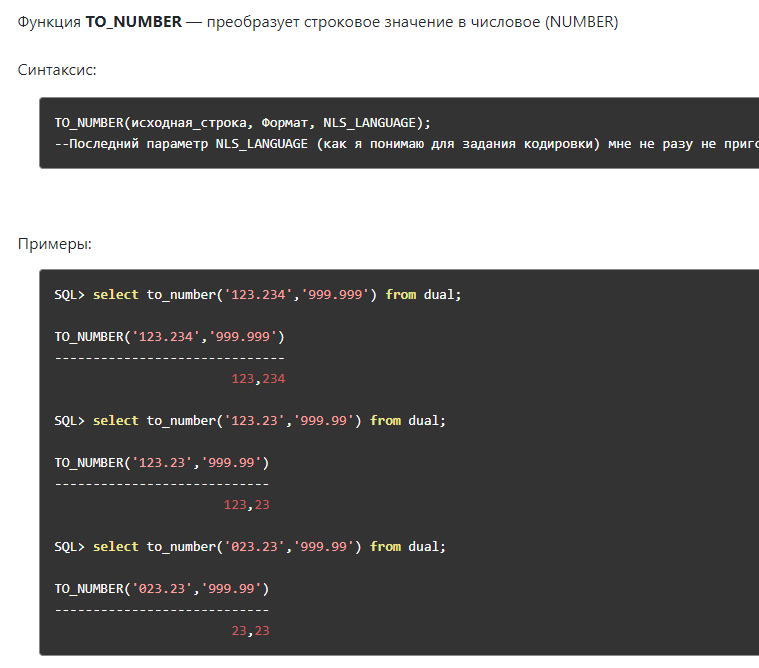 Функция TO_NUMBER — преобразует строковое значение в числовое (NUMBER)
Синтаксис:
TO_NUMBER(исходная_строка, Формат, NLS_LANGUAGE);
--Последний параметр NLS_LANGUAGE (как я понимаю для задания кодировки) мне не разу не
Примеры:
SQL> select to_number('123.234','999.999') from dual;
TO_NUMBER('123.234','999.999')
------------------------------
123,234
SQL> select to_number('123.23','999.99') from dual;
TO_NUMBER('123.23','999.99')
----------------------------
123,23
SQL> select to_number('023.23','999.99') from dual;
TO_NUMBER('023.23','999.99')
----------------------------
23,23